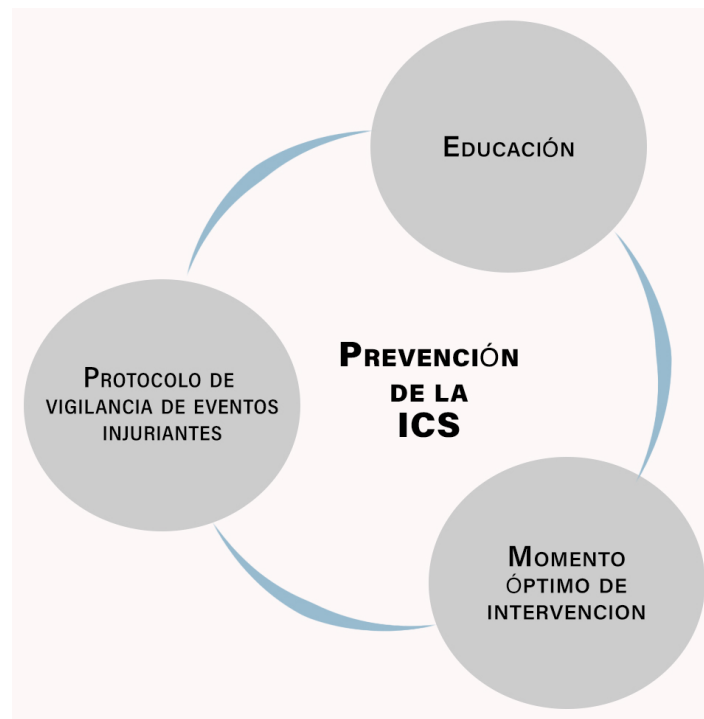 EDUCACIÓN
PREVENCIÓN
DE LA
ICS
PROTOCOLO DE
VIGILANCIA DE EVENTOS
INJURIANTES
MOMENTO
ÓPTIMO DE
INTERVENCION